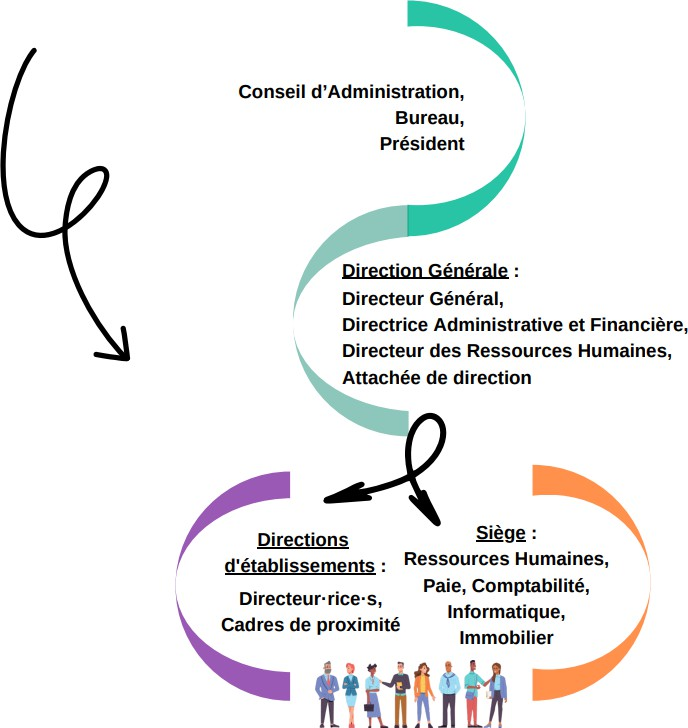 Conseil d’Administration,
Bureau,
Président
Direction Générale :
Directeur Général,
Directrice Administrative et Financière,
Directeur des Ressources Humaines,
Attachée de direction
Directions
d'établissements :
Directeur·rice·s,
Cadres de proximité
Siège :
Ressources Humaines,
Paie, Comptabilité,
Informatique,
Immobilier